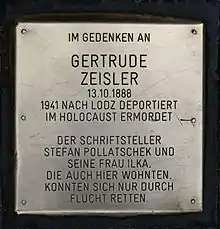 IM GEDENKEN AN
GERTRUDE
ZEISLER
13.10.1888
1941 NACH LODZ DEPORTIERT
IM HOLOCAUST ERMORDET
DER SCHRIFTSTELLER
STEFAN POLLATSCHEK UND
SEINE FRAU ILKA,
DIE AUCH HIER WOHNTEN,
KONNTEN SICH NUR DURCH
FLUCHT RETTEN.